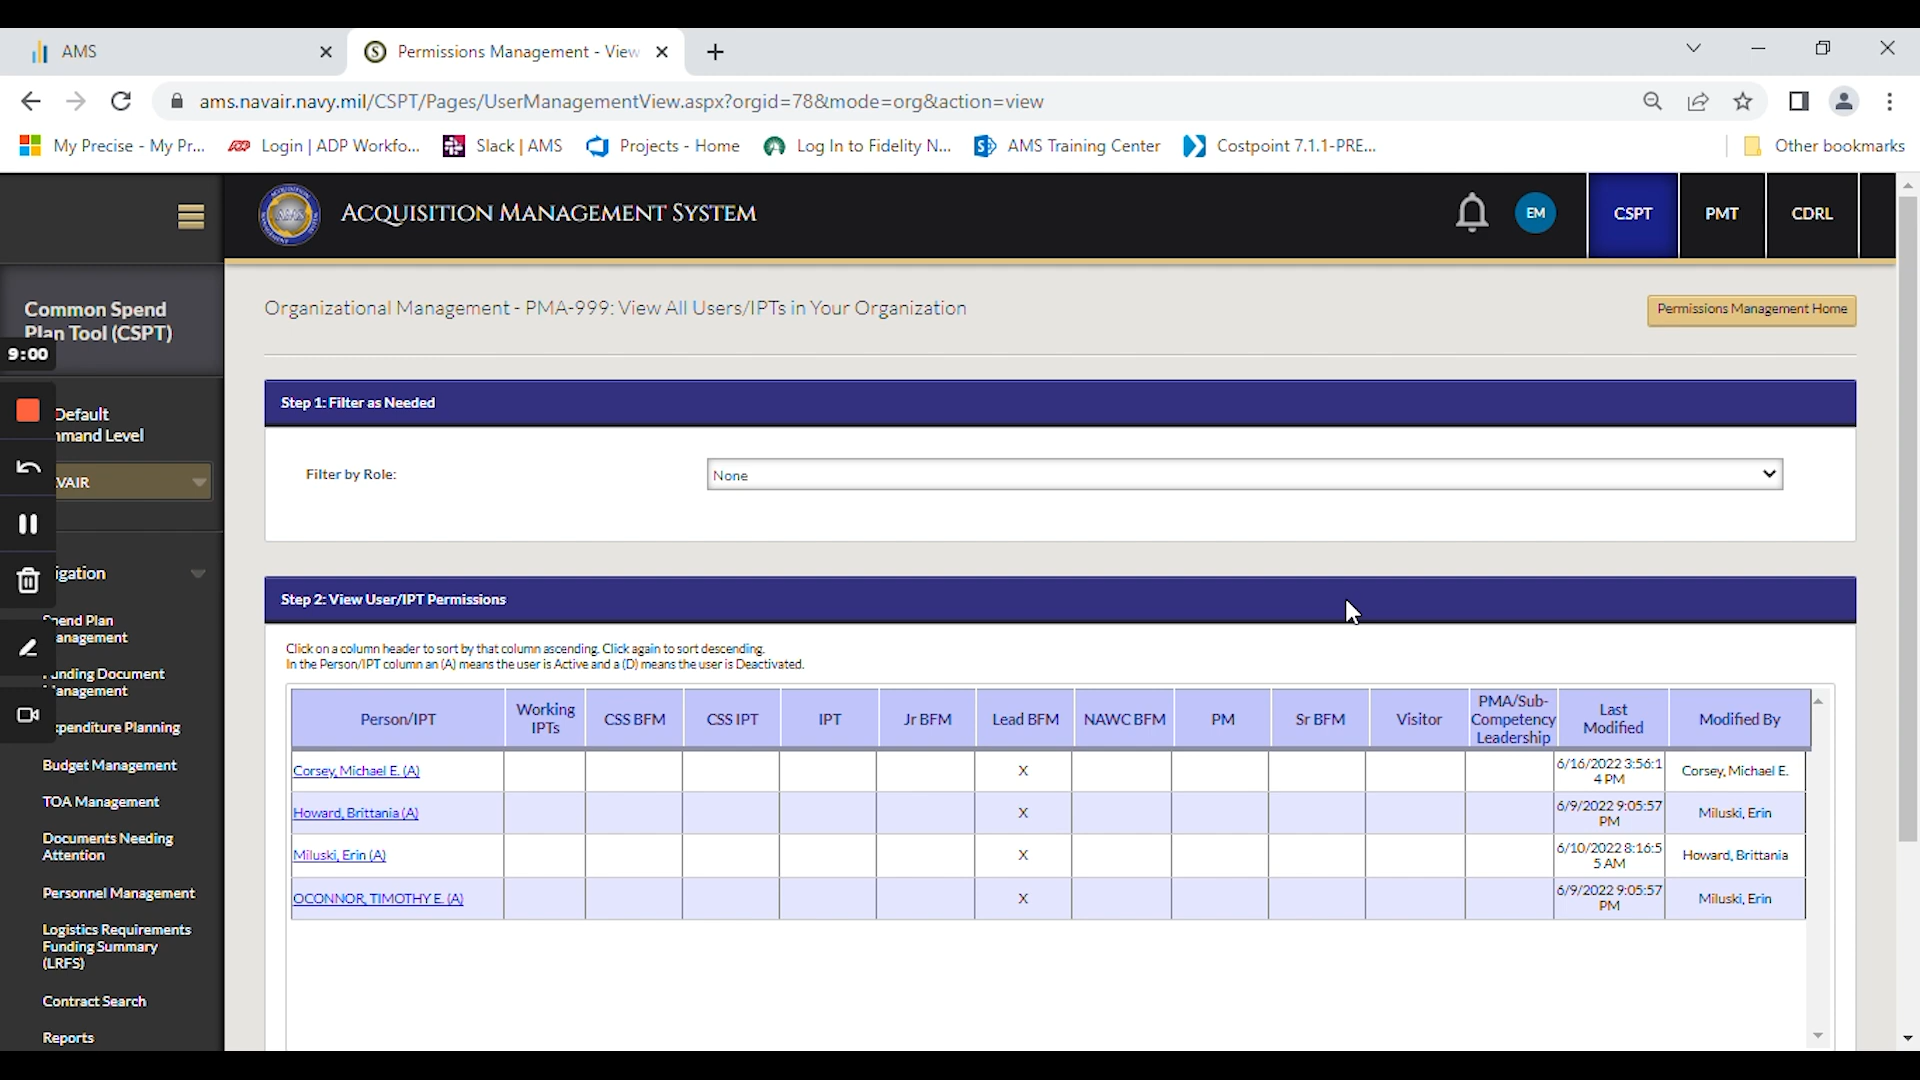 AMS
Permissions Management - View
ams.navair.navy.mil/CSPT/Pages/UserManagementView.aspx?orgid=78&mode=org&action=view
My Precise - My Pr... Login | ADP Workfo... Slack | AMS Projects - Home Log In to Fidelity N... AMS Training Center Costpoint 7.1.1-PRE... Other bookmarks
ACQUISITION MANAGEMENT SYSTEM
EM
CSPT PMT CDRL
Common Spend
Plan Tool (CSPT)
9:00
Default
mmand Level
VAIR
igation
Spend Plan
anagement
unding Document
anagement
xpenditure Planning
Budget Management
TOA Management
Documents Needing
Attention
Personnel Management
Logistics Requirements
Funding Summary
(LRFS)
Contract Search
Reports
Organizational Management - PMA-999: View All Users/IPTs in Your Organization
Permissions Management Home
Step 1: Filter as Needed
Filter by Role: None
Step 2: View User/IPT Permissions
Click on a column header to sort by that column ascending. Click again to sort descending.
In the Person/IPT column an (A) means the user is Active and a (D) means the user is Deactivated.
Person/IPT Working IPTs CSS BFM CSS IPT IPT Jr BFM Lead BFM NAWC BFM PM Sr BFM Visitor PMA/Sub-Competency Leadership Last Modified Modified By
Corsey, Michael E. (A) X 6/16/2022 3:56:14 PM Corsey, Michael E.
Howard, Brittania (A) X 6/9/2022 9:05:57 PM Miluski, Erin
Miluski, Erin (A) X 6/10/2022 8:16:55 AM Howard, Brittania
OCONNOR, TIMOTHY E. (A) X 6/9/2022 9:05:57 PM Miluski, Erin